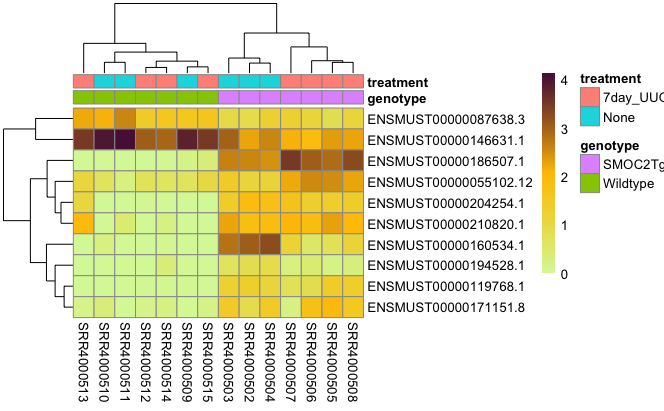 treatment
genotype
ENSMUST00000087638.3
ENSMUST00000146631.1
ENSMUST00000186507.1
ENSMUST00000055102.12
ENSMUST00000204254.1
ENSMUST00000210820.1
ENSMUST00000160534.1
ENSMUST00000194528.1
ENSMUST00000119768.1
ENSMUST00000171151.8
SRR4000513
SRR4000510
SRR4000511
SRR4000512
SRR4000514
SRR4000509
SRR4000515
SRR4000503
SRR4000502
SRR4000504
SRR4000507
SRR4000506
SRR4000505
SRR4000508
4
3
2
1
0
treatment
7day_UUO
None
genotype
SMOC2Tg
Wildtype